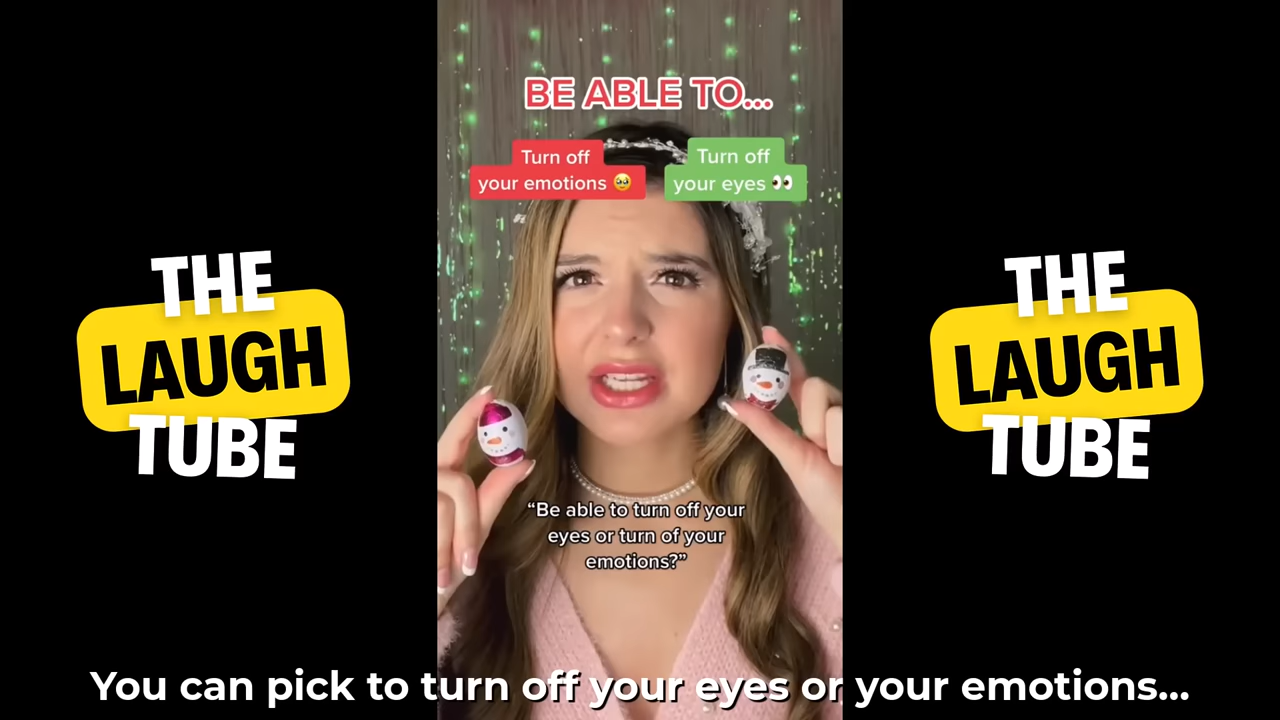 BE ABLE TO...
Turn off
your emotions 🥹
Turn off
your eyes 👀
THE
LAUGH
TUBE
THE
LAUGH
TUBE
“Be able to turn off your
eyes or turn of your
emotions?”
You can pick to turn off your eyes or your emotions...